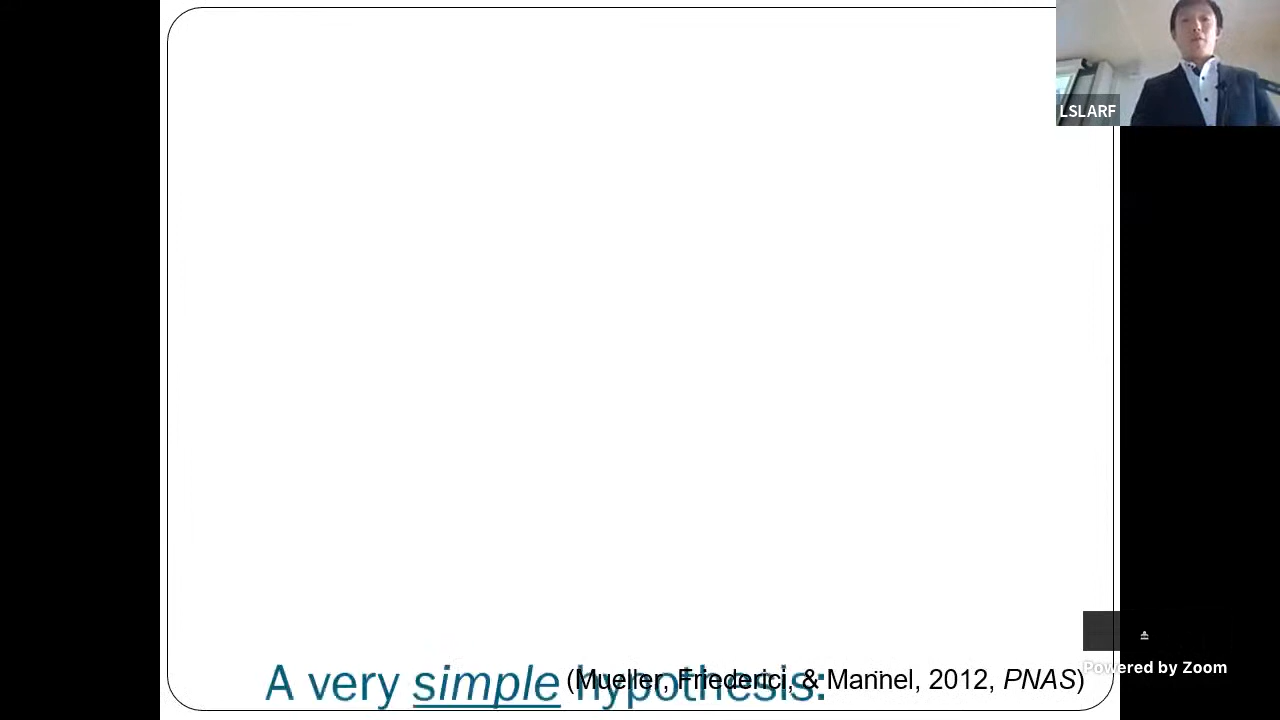 LSLARF
A very simple hypothesis:
(Mueller, Friederici, & Mannel, 2012, PNAS)
Powered by Zoom